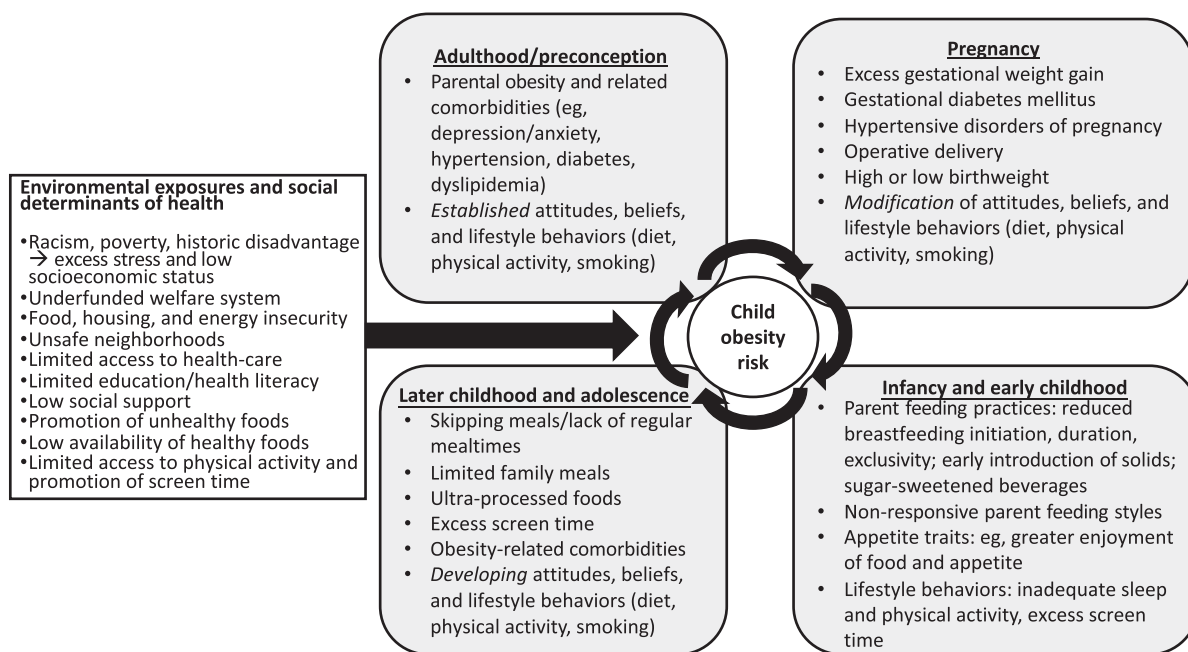 Environmental exposures and social
determinants of health
•Racism, poverty, historic disadvantage
→ excess stress and low
socioeconomic status
•Underfunded welfare system
•Food, housing, and energy insecurity
•Unsafe neighborhoods
•Limited access to health-care
•Limited education/health literacy
•Low social support
•Promotion of unhealthy foods
•Low availability of healthy foods
•Limited access to physical activity and
promotion of screen time
Adulthood/preconception
• Parental obesity and related
comorbidities (eg,
depression/anxiety,
hypertension, diabetes,
dyslipidemia)
• Established attitudes, beliefs,
and lifestyle behaviors (diet,
physical activity, smoking)
Pregnancy
• Excess gestational weight gain
• Gestational diabetes mellitus
• Hypertensive disorders of pregnancy
• Operative delivery
• High or low birthweight
• Modification of attitudes, beliefs, and
lifestyle behaviors (diet, physical
activity, smoking)
Child
obesity
risk
Later childhood and adolescence
• Skipping meals/lack of regular
mealtimes
• Limited family meals
• Ultra-processed foods
• Excess screen time
• Obesity-related comorbidities
• Developing attitudes, beliefs,
and lifestyle behaviors (diet,
physical activity, smoking)
Infancy and early childhood
• Parent feeding practices: reduced
breastfeeding initiation, duration,
exclusivity; early introduction of solids;
sugar-sweetened beverages
• Non-responsive parent feeding styles
• Appetite traits: eg, greater enjoyment
of food and appetite
• Lifestyle behaviors: inadequate sleep
and physical activity, excess screen
time